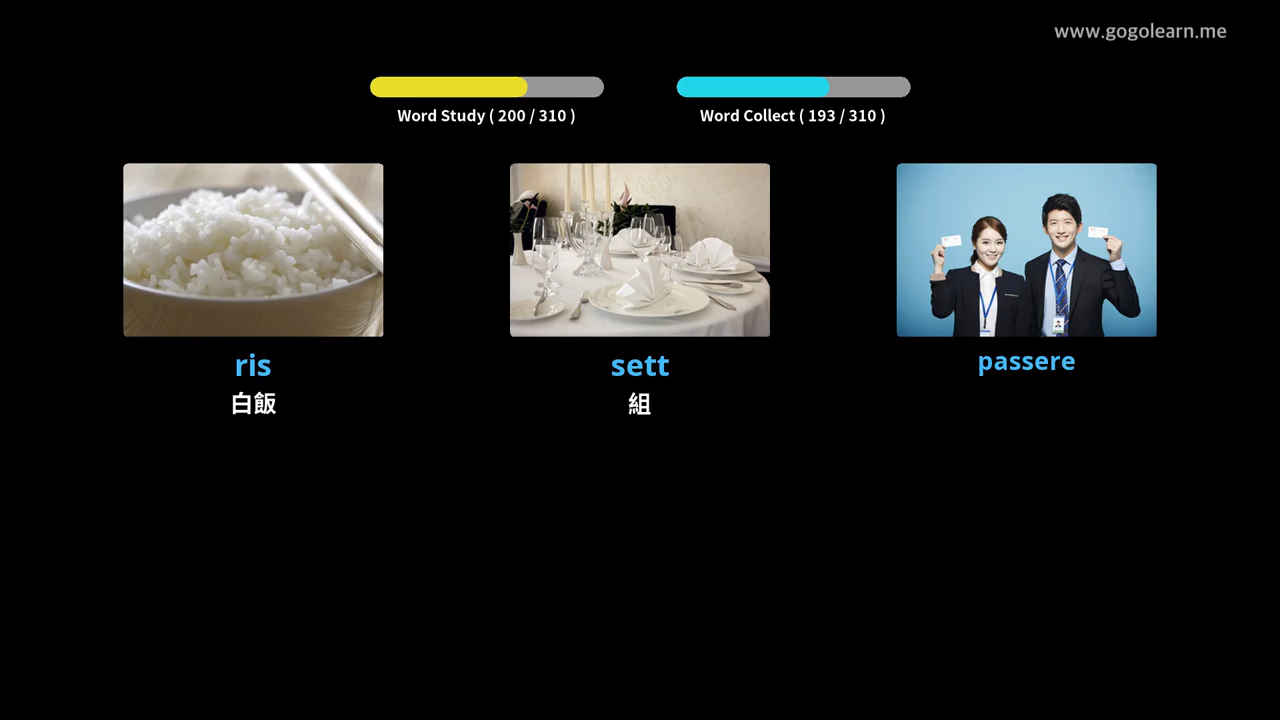 www.gogolearn.me
Word Study ( 200 / 310 )
Word Collect ( 193 / 310 )
ris
白飯
sett
組
passere